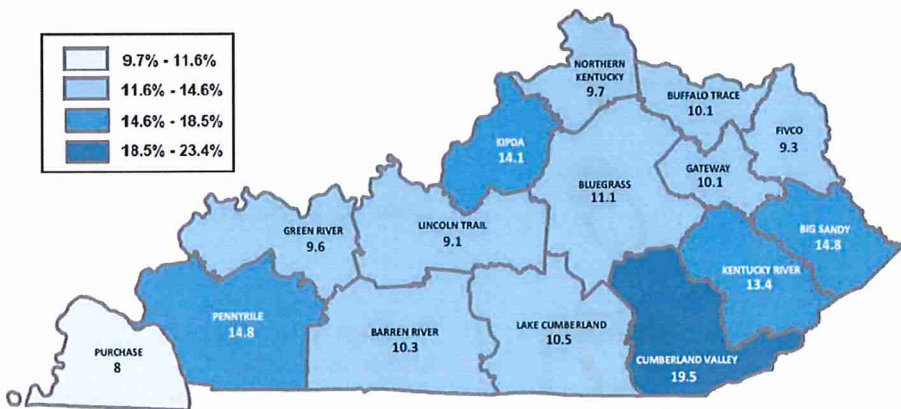 9.7% - 11.6%
11.6% - 14.6%
14.6% - 18.5%
18.5% - 23.4%
NORTHERN
KENTUCKY
9.7
BUFFALO TRACE
10.1
FIVCO
9.3
KIPDA
14.1
GATEWAY
10.1
BLUEGRASS
11.1
LINCOLN TRAIL
9.1
GREEN RIVER
9.6
BIG SANDY
14.8
KENTUCKY RIVER
13.4
PENNYRILE
14.8
BARREN RIVER
10.3
LAKE CUMBERLAND
10.5
PURCHASE
8
CUMBERLAND VALLEY
19.5